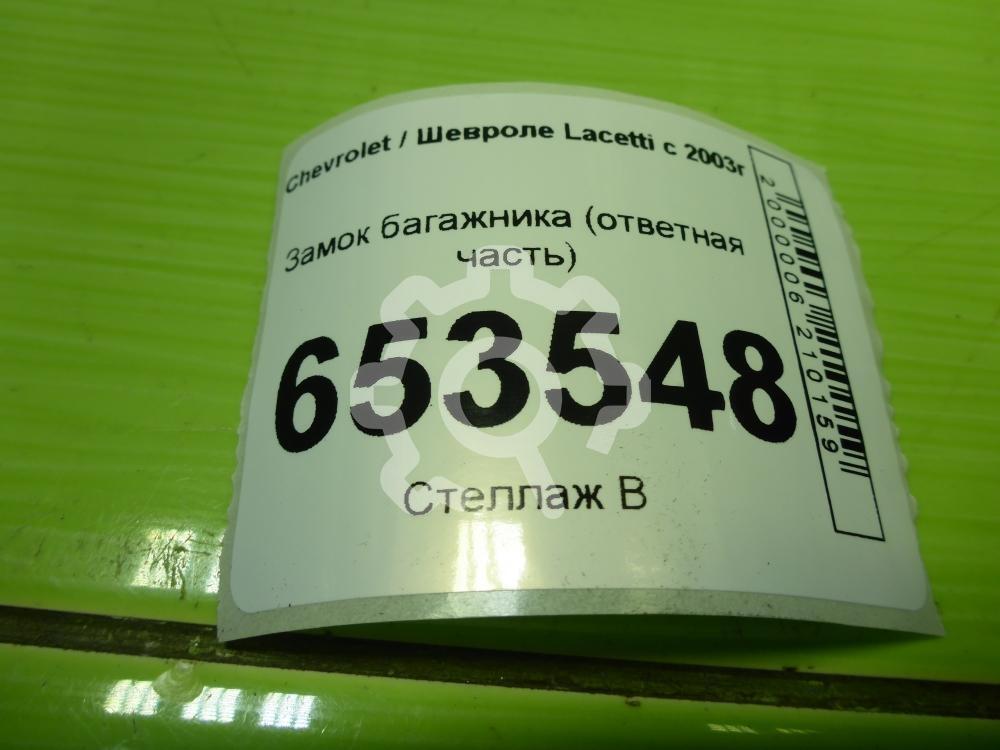 Chevrolet / Шевроле Lacetti с 2003г
Замок багажника (ответная
часть)
653548
Стеллаж В
2000006210159